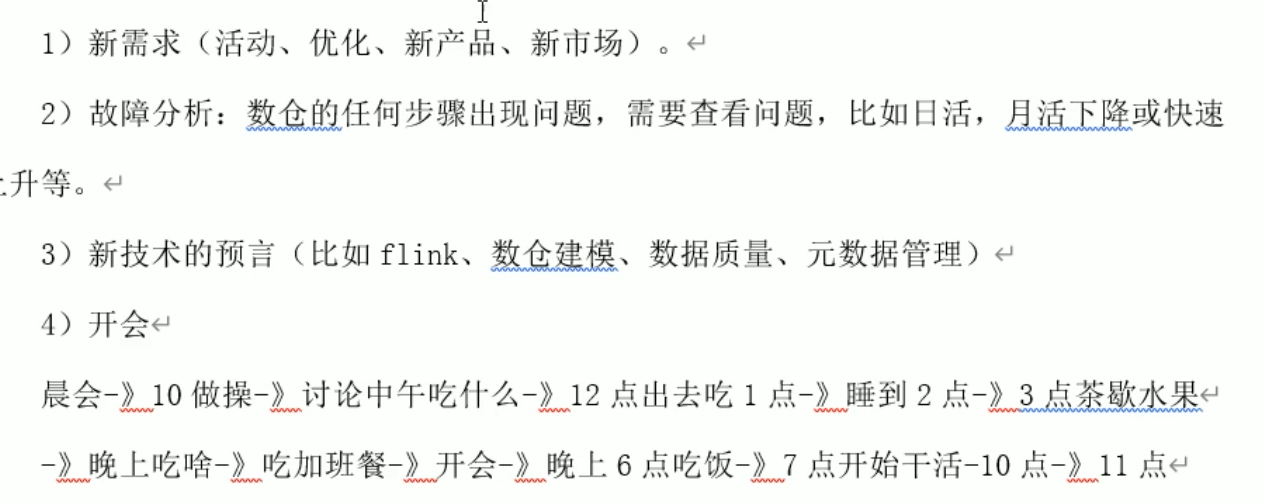 1）新需求（活动、优化、新产品、新市场）。
2）故障分析：数仓的任何步骤出现问题，需要查看问题，比如日活，月活下降或快速
上升等。
3）新技术的预言（比如 flink、数仓建模、数据质量、元数据管理）
4）开会
晨会-》10 做操-》讨论中午吃什么-》12 点出去吃 1 点-》睡到 2 点-》3 点茶歇水果
-》晚上吃啥-》吃加班餐-》开会-》晚上 6 点吃饭-》7 点开始干活-10 点-》11 点